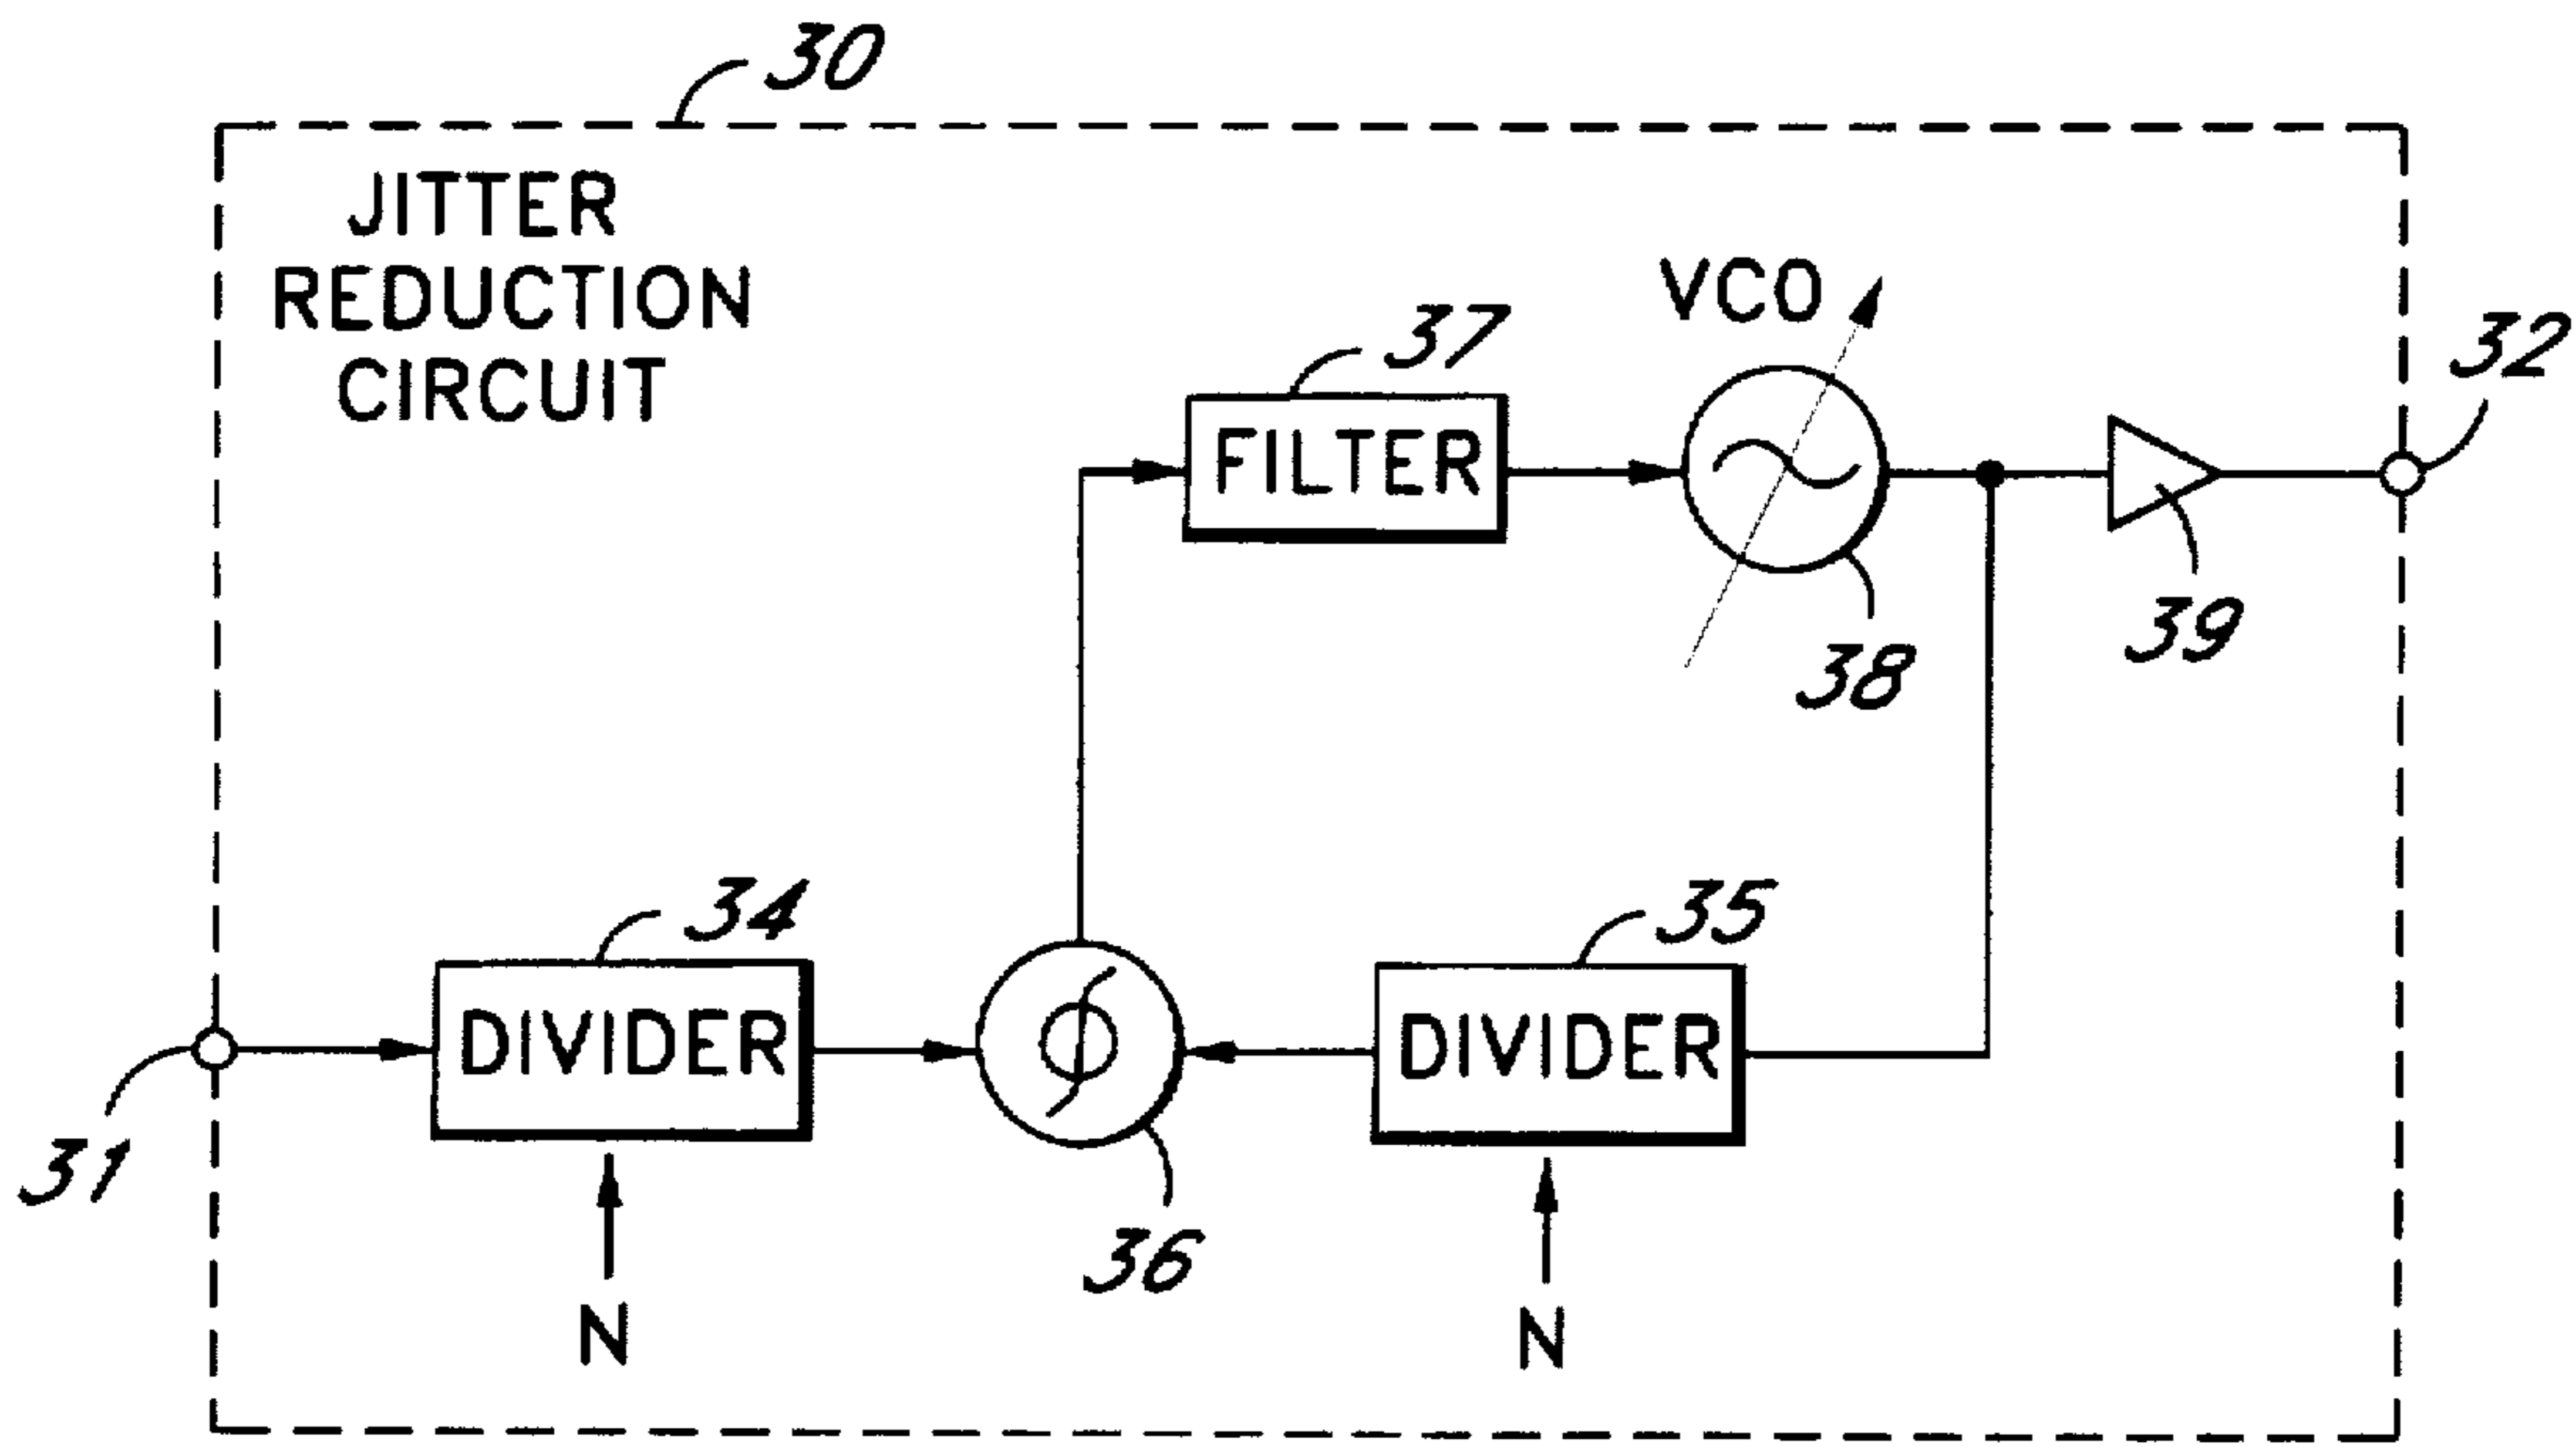 30
JITTER
REDUCTION
CIRCUIT
VCO
37
32
FILTER
39
38
34
35
DIVIDER
ϕ
DIVIDER
31
36
N
N